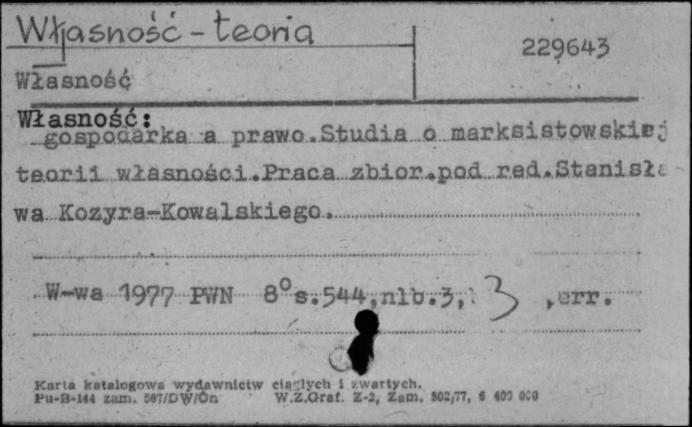 Własność - teoria
229643
Własność
Własność:
gospodarka a prawo.Studia o marksistowskiej
teorii własności.Praca zbior.pod red.Stanisła
wa Kozyra-Kowalskiego.
W-wa 1977 PWN 8⁰s.544,nlb.3, 3 ,err.
Karta katalogowa wydawnictw ciągłych i zwartych.
Pu-B-144 zam. 567/DW/On W.Z.Graf. Z-2, Zam. 502/77, 6 400 000